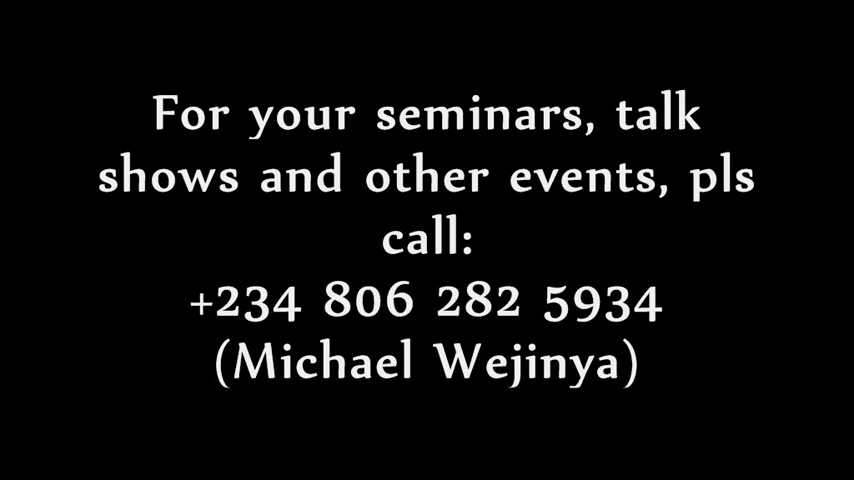 For your seminars, talk
shows and other events, pls
call:
+234 806 282 5934
(Michael Wejinya)